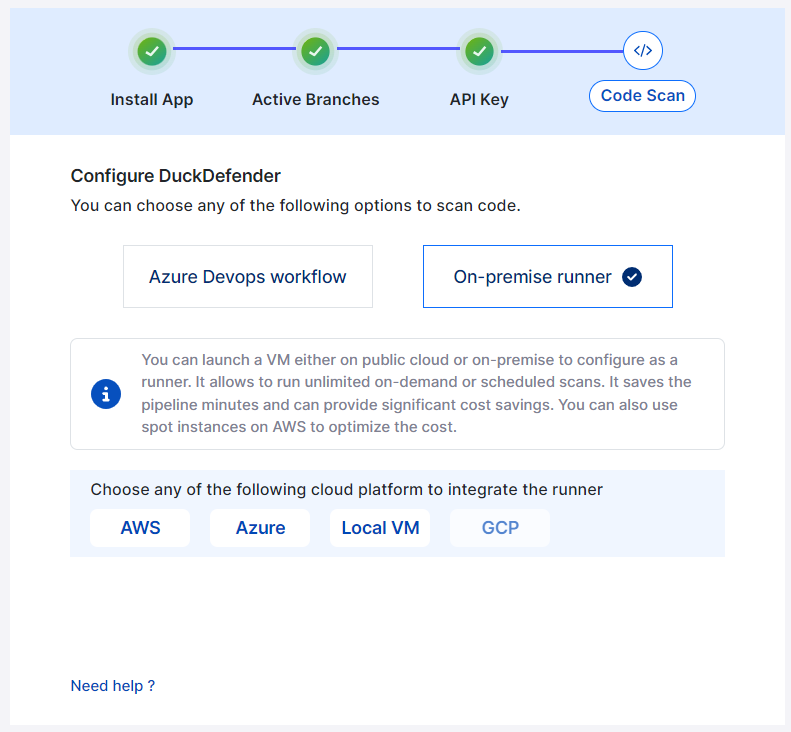 Install App
Active Branches
API Key
</>
Code Scan
Configure DuckDefender
You can choose any of the following options to scan code.
Azure Devops workflow
On-premise runner
You can launch a VM either on public cloud or on-premise to configure as a
runner. It allows to run unlimited on-demand or scheduled scans. It saves the
pipeline minutes and can provide significant cost savings. You can also use
spot instances on AWS to optimize the cost.
Choose any of the following cloud platform to integrate the runner
AWS
Azure
Local VM
GCP
Need help ?